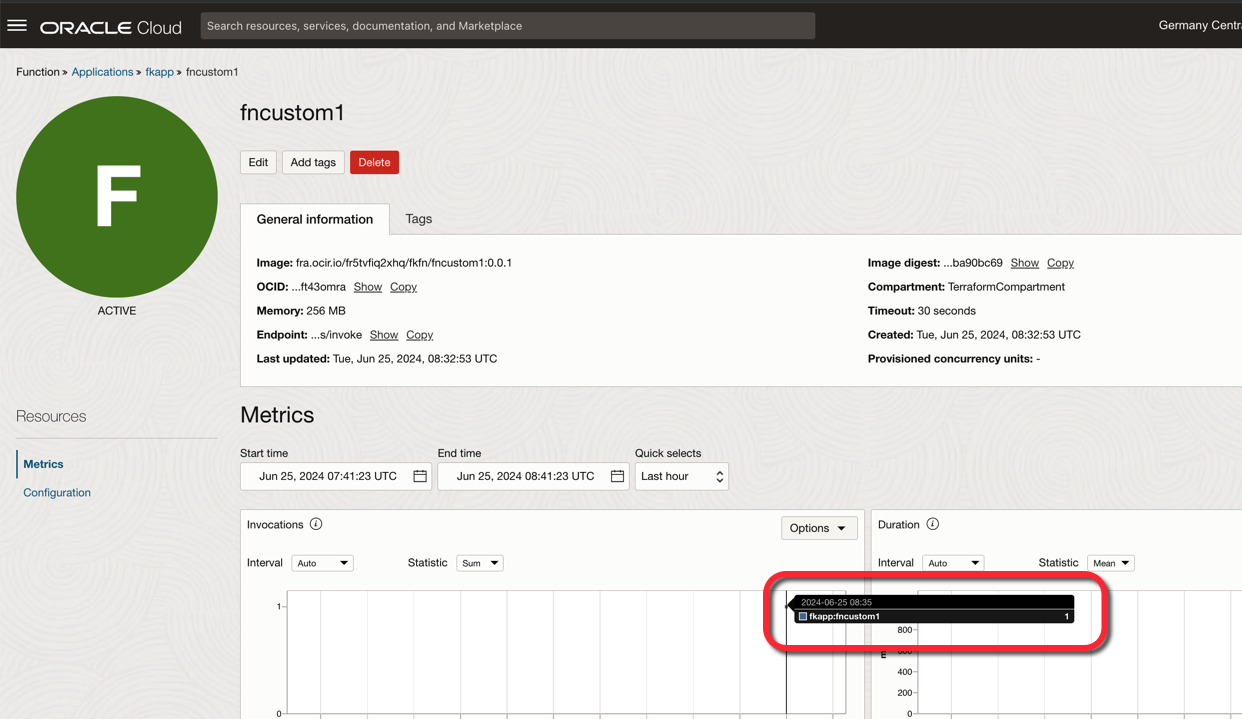 ORACLE Cloud
Search resources, services, documentation, and Marketplace
Germany Centr
Function » Applications » fkapp » fncustom1
F
ACTIVE
fncustom1
Edit
Add tags
Delete
General information
Tags
Image: fra.ocir.io/fr5tvfiq2xhq/fkfn/fncustom1:0.0.1
OCID: ...ft43omra Show Copy
Memory: 256 MB
Endpoint: ...s/invoke Show Copy
Last updated: Tue, Jun 25, 2024, 08:32:53 UTC
Image digest: ...ba90bc69 Show Copy
Compartment: TerraformCompartment
Timeout: 30 seconds
Created: Tue, Jun 25, 2024, 08:32:53 UTC
Provisioned concurrency units: -
Resources
Metrics
Configuration
Metrics
Start time
Jun 25, 2024 07:41:23 UTC
End time
Jun 25, 2024 08:41:23 UTC
Quick selects
Last hour
Invocations
Options
Interval Auto
Statistic Sum
1
0
Duration
Interval Auto
Statistic Mean
2024-06-25 08:35
fkapp:fncustom1 1
800
600
400
200
0